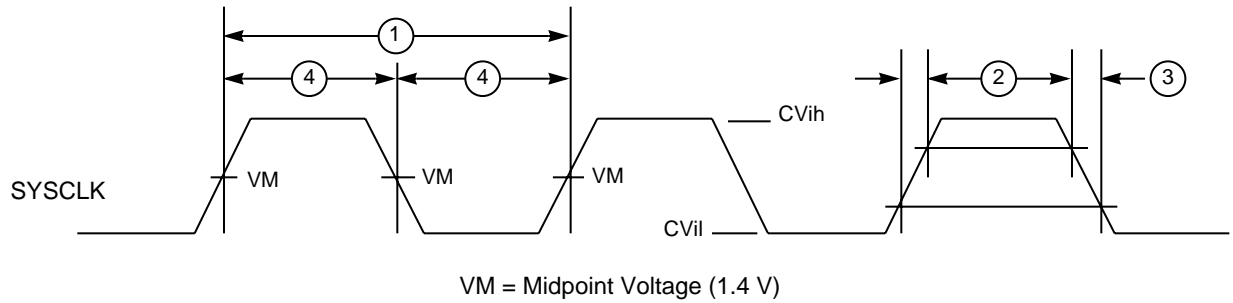 1
4
4
2
3
CVih
VM
VM
VM
SYSCLK
CVil
VM = Midpoint Voltage (1.4 V)